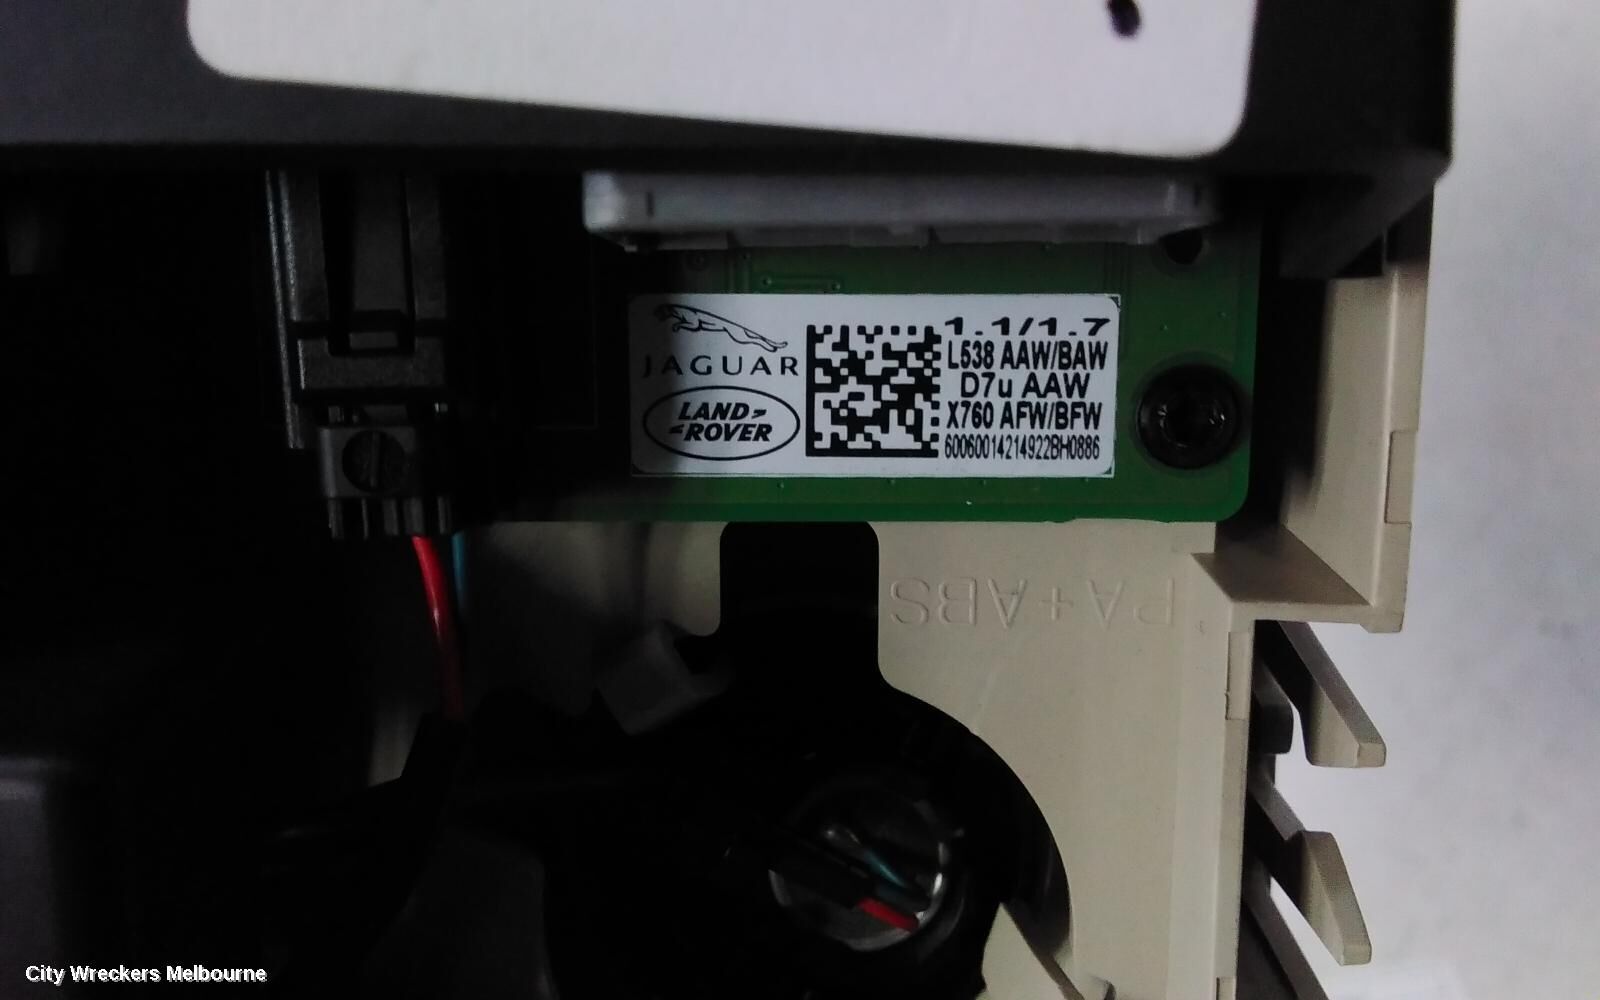 JAGUAR
LAND
ROVER
1.1/1.7
L538 AAW/BAW
D7u AAW
X760 AFW/BFW
60060014214922BH0886
PA+ABS
City Wreckers Melbourne